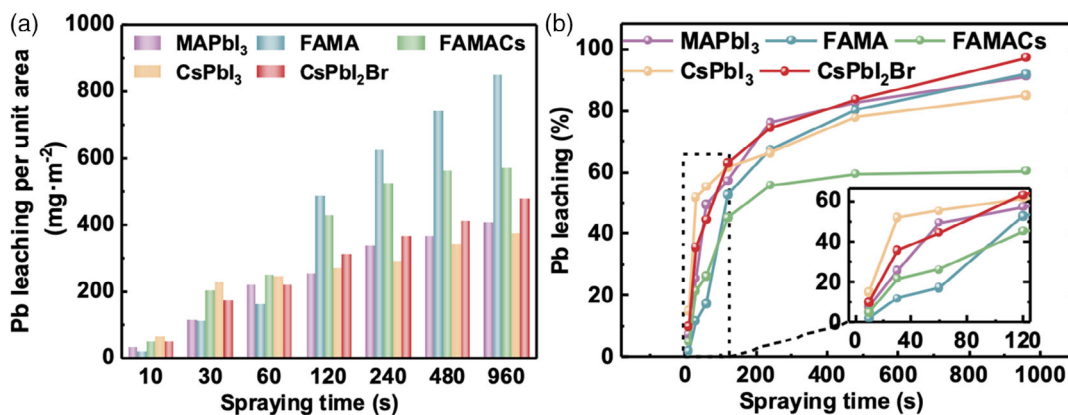 (a)
1000
800
600
400
200
0
Pb leaching per unit area
(mg·m⁻²)
MAPbI₃
FAMA
FAMACs
CsPbI₃
CsPbI₂Br
10 30 60 120 240 480 960
Spraying time (s)
(b)
100
80
60
40
20
0
Pb leaching (%)
MAPbI₃
FAMA
FAMACs
CsPbI₃
CsPbI₂Br
60
40
20
0
0 40 80 120
0 200 400 600 800 1000
Spraying time (s)